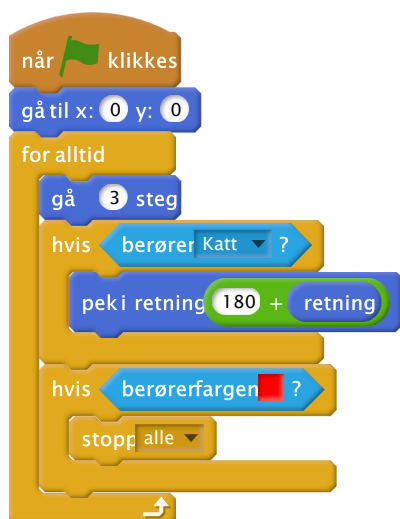 når klikkes
gå til x: 0 y: 0
for alltid
gå 3 steg
hvis berører Katt ?
pek i retning 180 + retning
hvis berører fargen ?
stopp alle